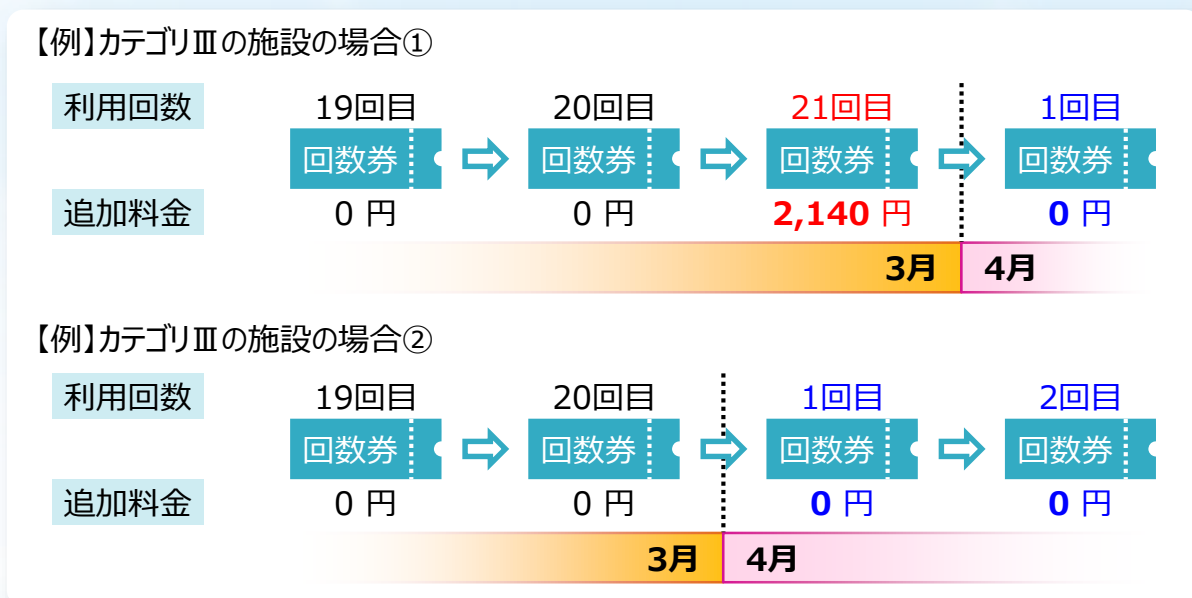 【例】カテゴリⅢの施設の場合①
利用回数 19回目 20回目 21回目 1回目
回数券 回数券 回数券 回数券
追加料金 0 円 0 円 2,140 円 0 円
3月 4月
【例】カテゴリⅢの施設の場合②
利用回数 19回目 20回目 1回目 2回目
回数券 回数券 回数券 回数券
追加料金 0 円 0 円 0 円 0 円
3月 4月